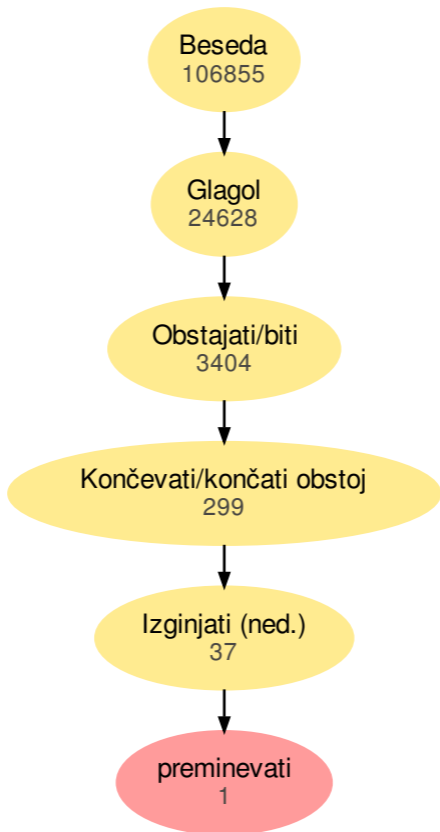 Beseda
106855
Glagol
24628
Obstajati/biti
3404
Končevati/končati obstoj
299
Izginjati (ned.)
37
preminevati
1